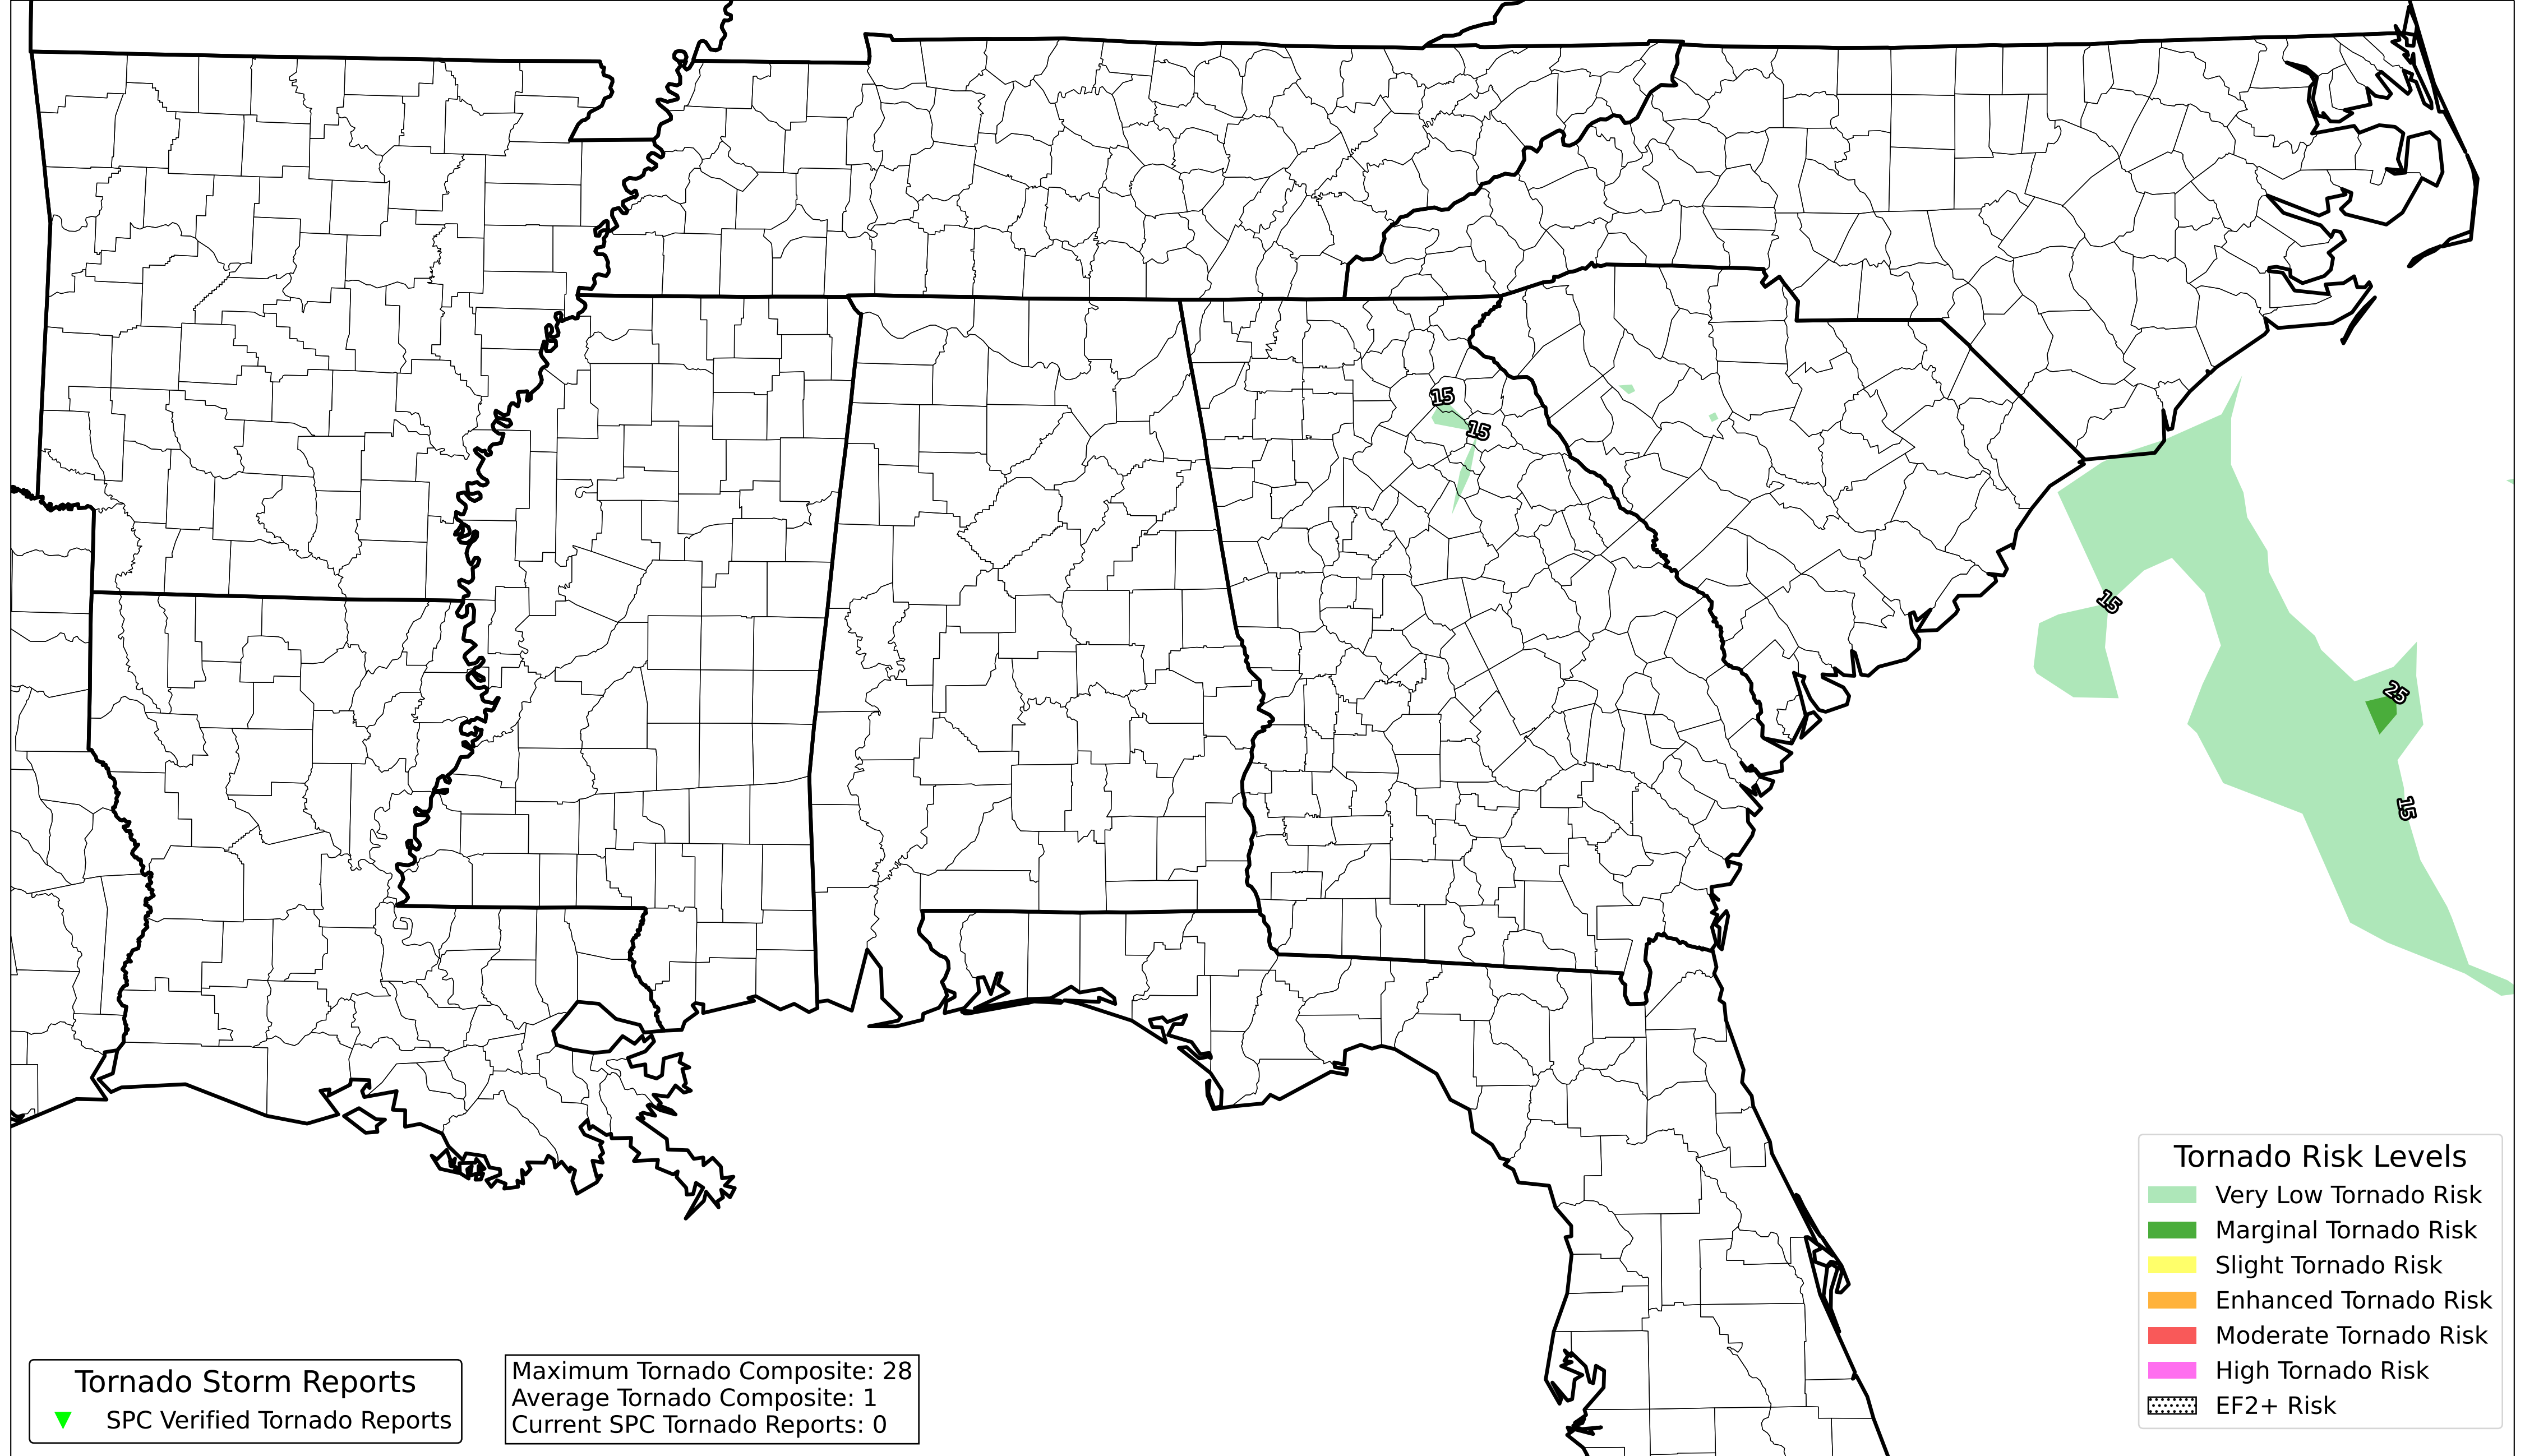 15
15
15
25
15
Tornado Risk Levels
Very Low Tornado Risk
Marginal Tornado Risk
Slight Tornado Risk
Enhanced Tornado Risk
Moderate Tornado Risk
High Tornado Risk
EF2+ Risk
Tornado Storm Reports
SPC Verified Tornado Reports
Maximum Tornado Composite: 28
Average Tornado Composite: 1
Current SPC Tornado Reports: 0